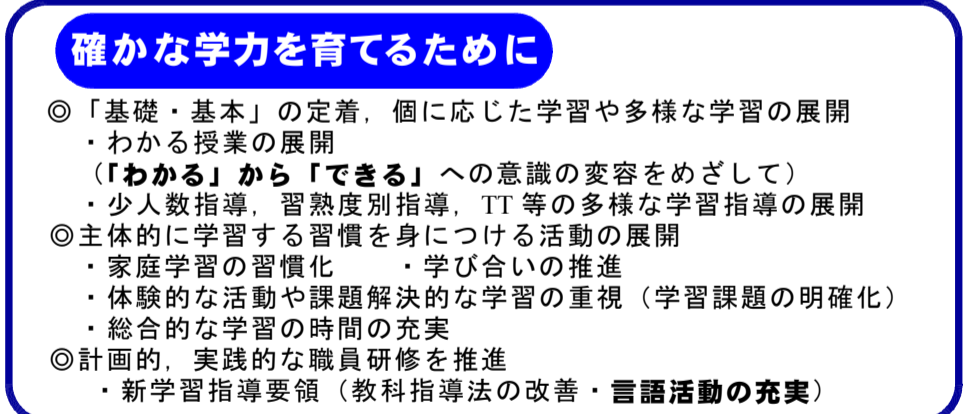 確かな学力を育てるために
◎「基礎・基本」の定着，個に応じた学習や多様な学習の展開
・わかる授業の展開
（「わかる」から「できる」への意識の変容をめざして）
・少人数指導，習熟度別指導，TT 等の多様な学習指導の展開
◎主体的に学習する習慣を身につける活動の展開
・家庭学習の習慣化　　・学び合いの推進
・体験的な活動や課題解決的な学習の重視（学習課題の明確化）
・総合的な学習の時間の充実
◎計画的，実践的な職員研修を推進
・新学習指導要領（教科指導法の改善・言語活動の充実）